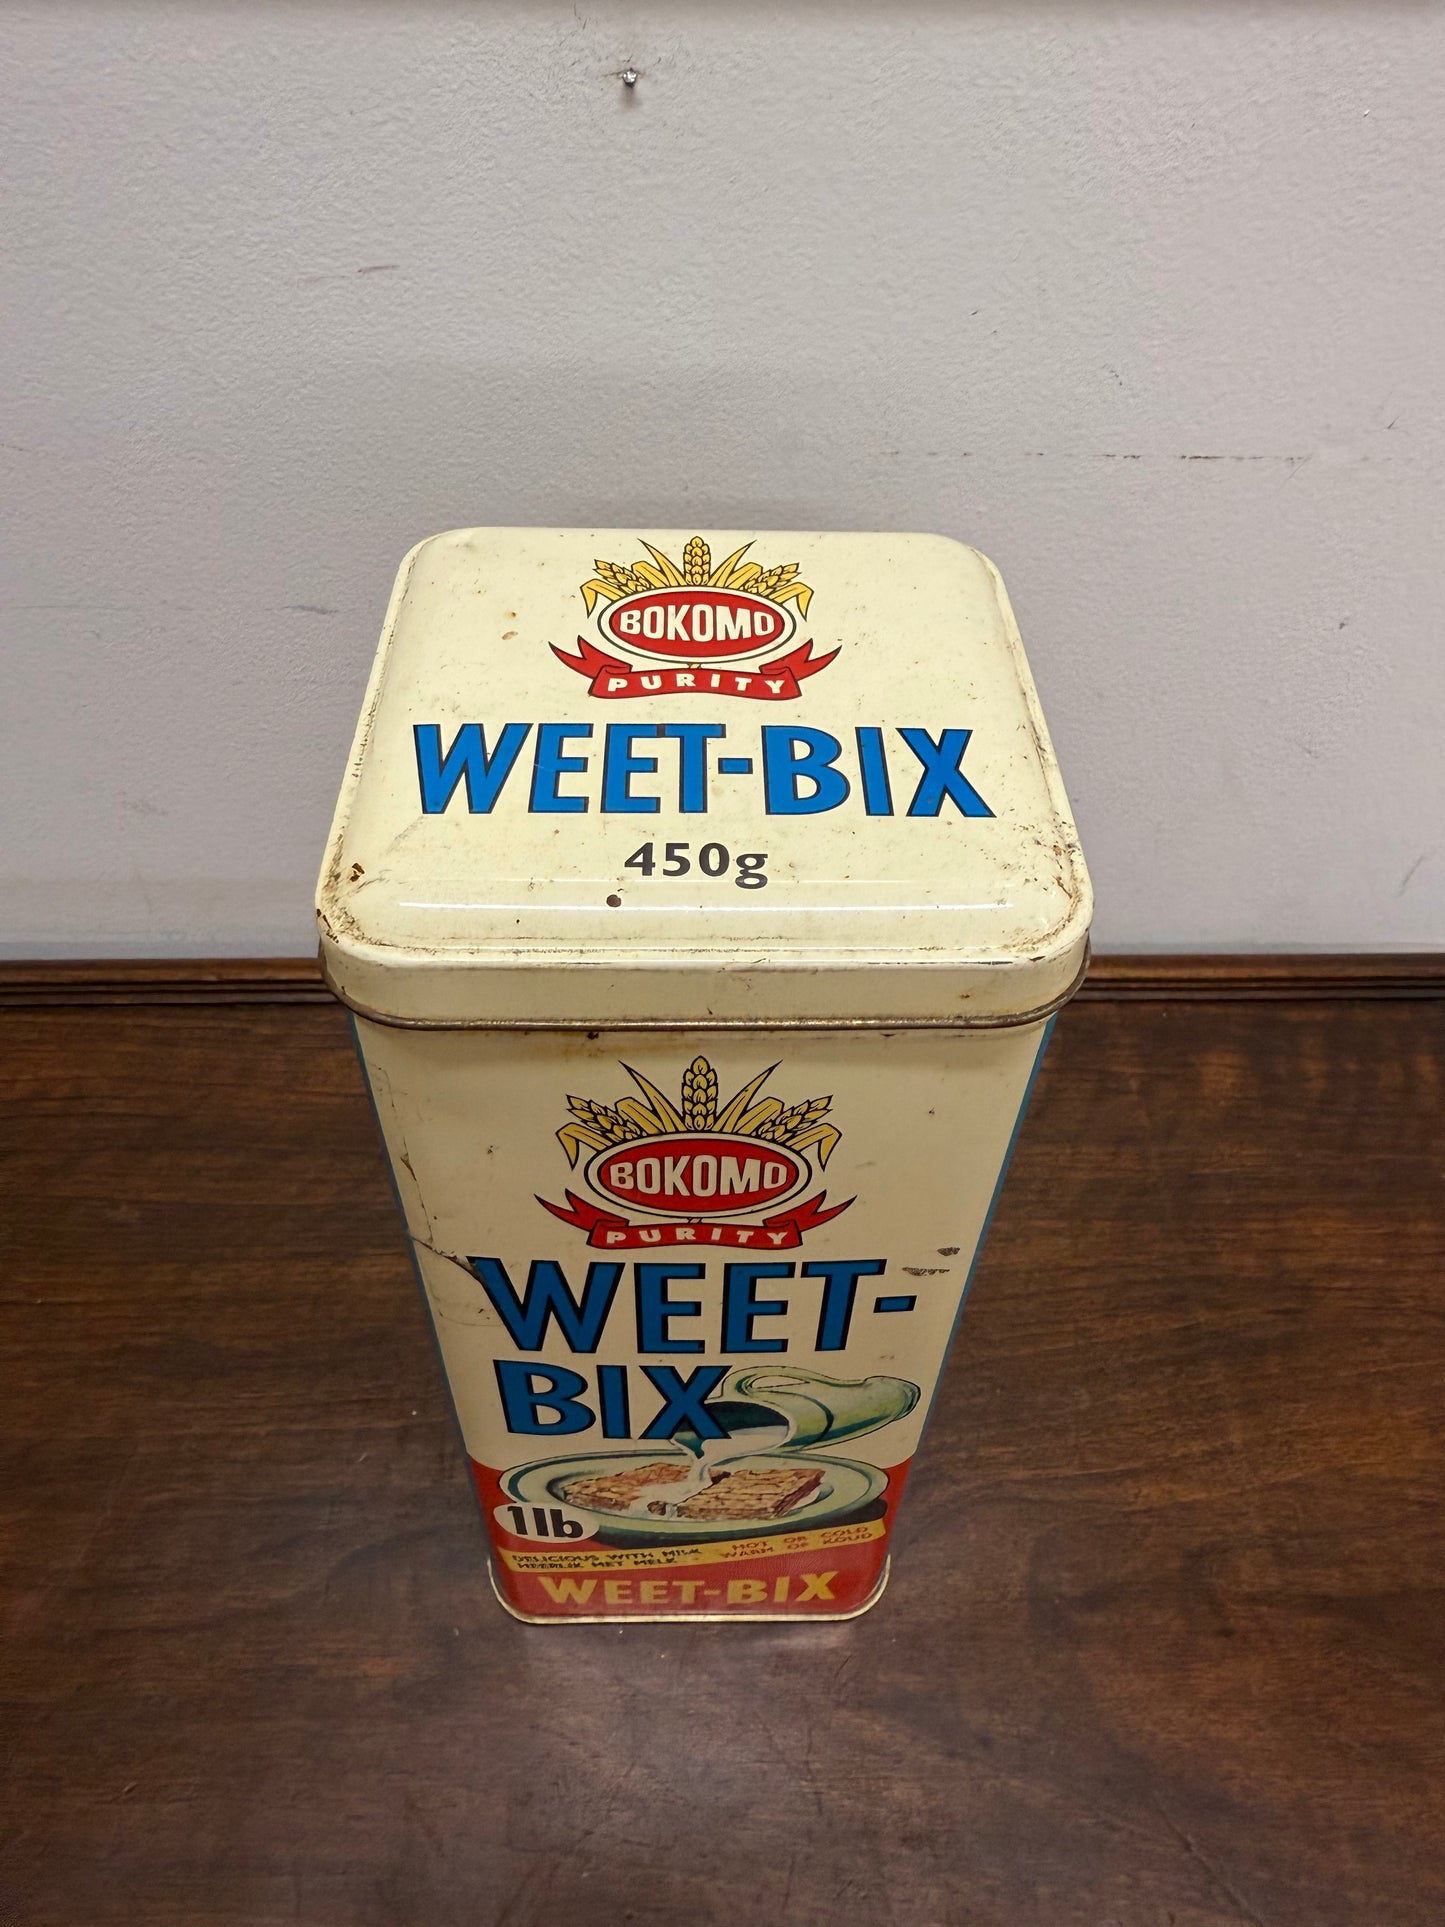 BOKOMO
PURITY
WEET-BIX
450g
BOKOMO
PURITY
WEET-
BIX
1lb
DELICIOUS WITH MILK
HEERLIK MET MELK
HOT OR COLD
WARM OF KOUD
WEET-BIX